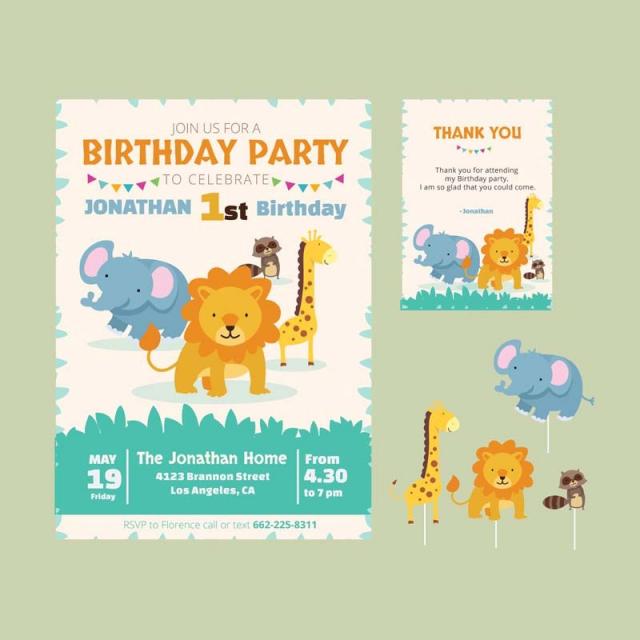 JOIN US FOR A
BIRTHDAY PARTY
TO CELEBRATE
JONATHAN 1st Birthday
MAY
19
Friday
The Jonathan Home
4123 Brannon Street
Los Angeles, CA
From
4.30
to 7 pm
RSVP to Florence call or text 662-225-8311
THANK YOU
Thank you for attending
my Birthday party.
I am so glad that you could come.
- Jonathan